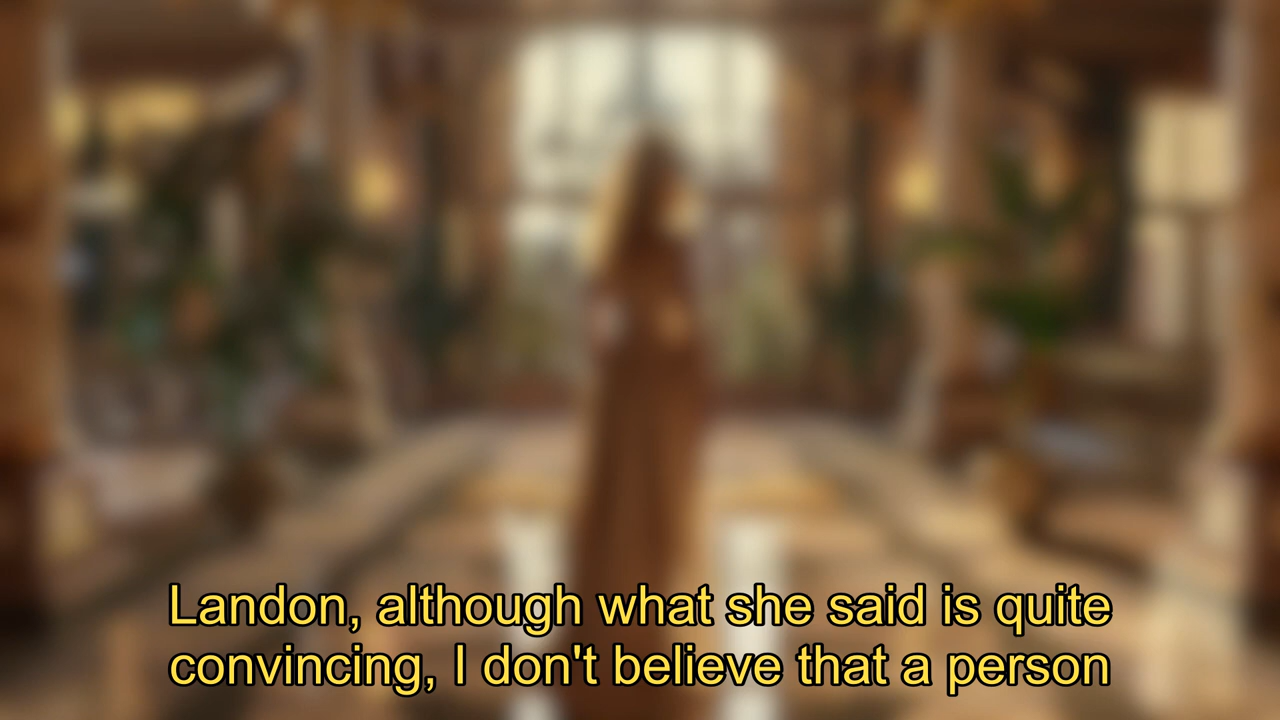 Landon, although what she said is quite
convincing, I don't believe that a person